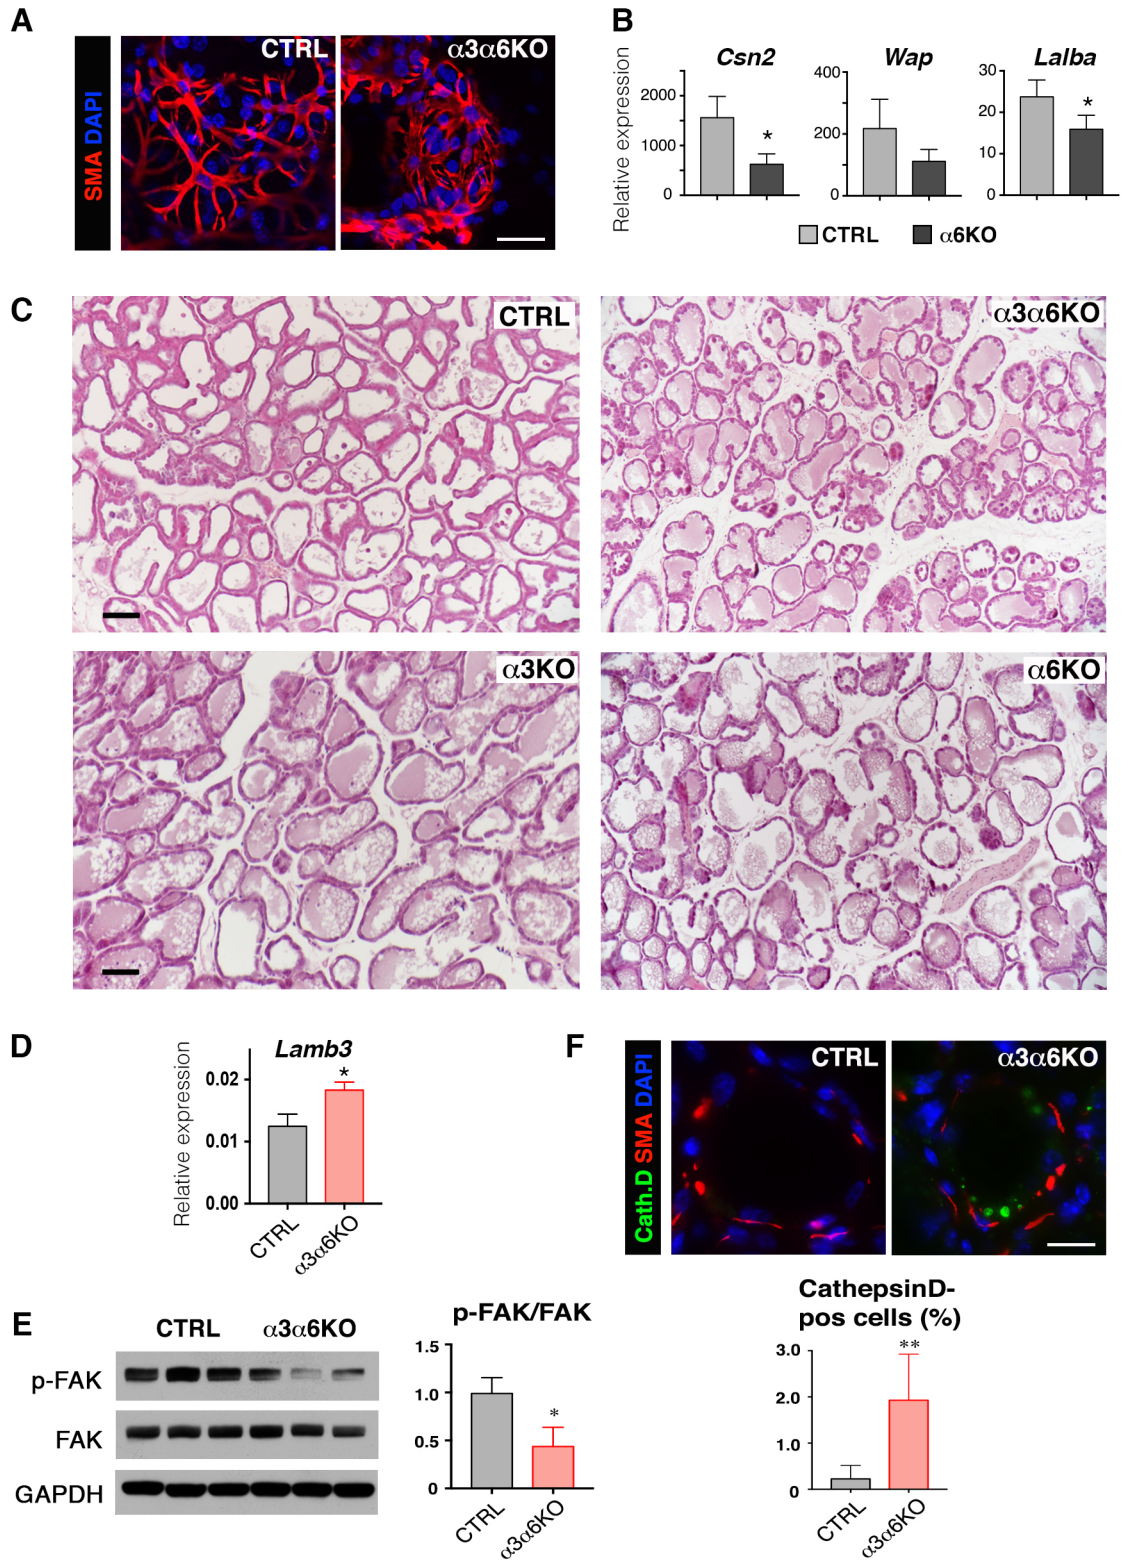 A
SMA DAPI
CTRL
α3α6KO
B
Csn2
Wap
Lalba
Relative expression
2000
1000
0
*
400
200
0
30
20
10
0
*
CTRL
α6KO
C
CTRL
α3α6KO
α3KO
α6KO
D
Lamb3
Relative expression
0.02
0.01
0.00
*
CTRL
α3α6KO
E
CTRL
α3α6KO
p-FAK
FAK
GAPDH
p-FAK/FAK
1.5
1.0
0.5
0
*
CTRL
α3α6KO
F
Cath.D SMA DAPI
CTRL
α3α6KO
CathepsinD-
pos cells (%)
3.0
2.0
1.0
0
**
CTRL
α3α6KO